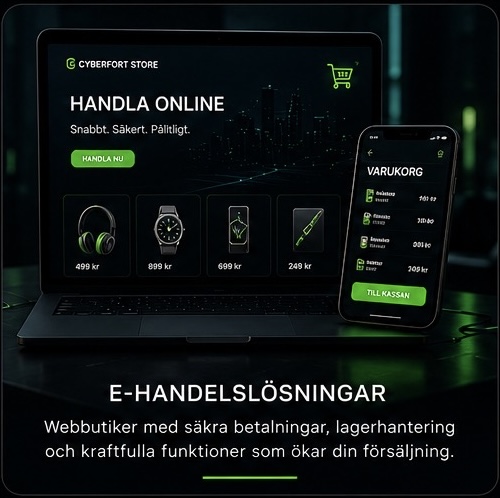 CYBERFORT STORE
HANDLA ONLINE
Snabbt. Säkert. Pålitligt.
HANDLA NU
499 kr
899 kr
699 kr
249 kr
VARUKORG
TILL KASSAN
E-HANDELSLÖSNINGAR
Webbutiker med säkra betalningar, lagerhantering
och kraftfulla funktioner som ökar din försäljning.